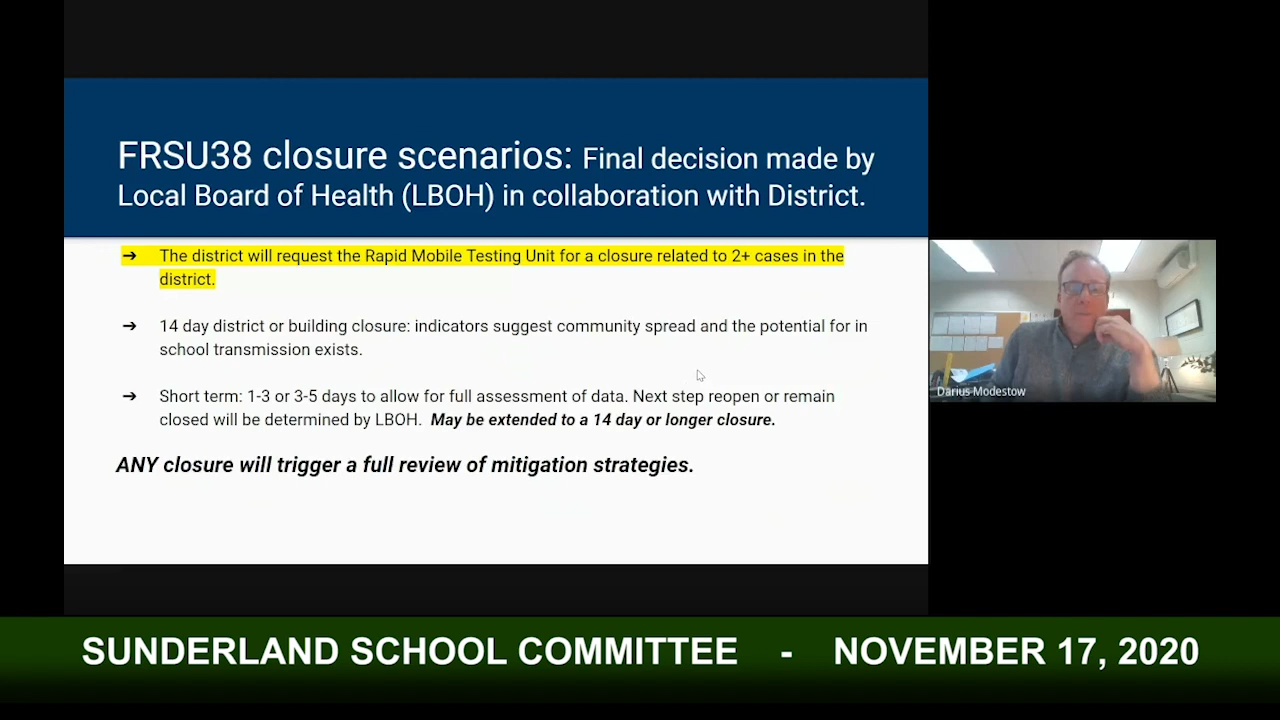 FRSU38 closure scenarios: Final decision made by
Local Board of Health (LBOH) in collaboration with District.
➔ The district will request the Rapid Mobile Testing Unit for a closure related to 2+ cases in the
district.
➔ 14 day district or building closure: indicators suggest community spread and the potential for in
school transmission exists.
➔ Short term: 1-3 or 3-5 days to allow for full assessment of data. Next step reopen or remain
closed will be determined by LBOH. May be extended to a 14 day or longer closure.
ANY closure will trigger a full review of mitigation strategies.
Darius Modestow
SUNDERLAND SCHOOL COMMITTEE - NOVEMBER 17, 2020